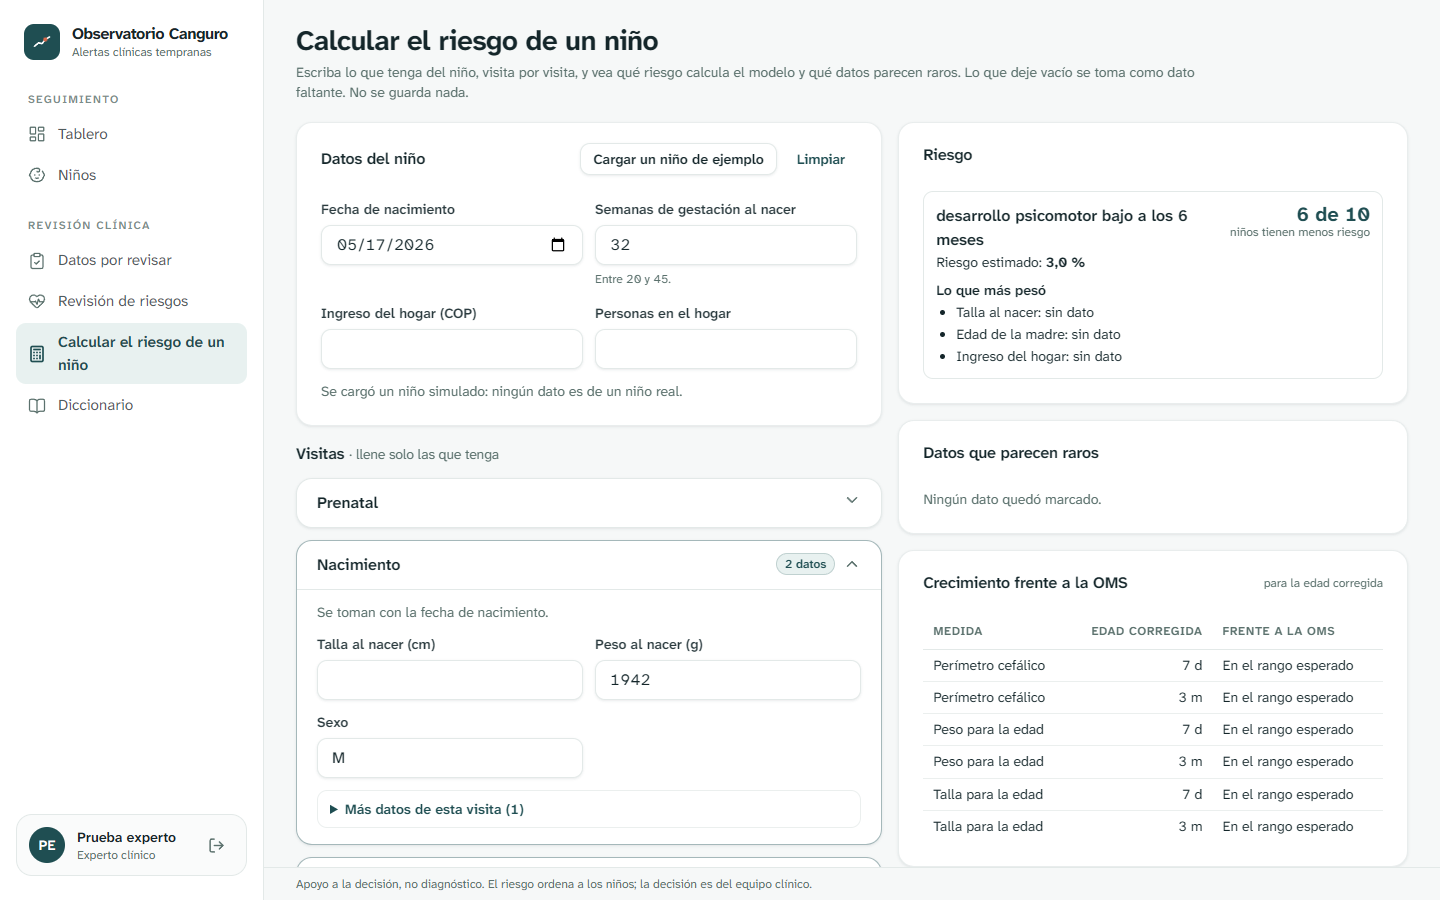 Observatorio Canguro
Alertas clínicas tempranas
SEGUIMIENTO
Tablero
Niños
REVISIÓN CLÍNICA
Datos por revisar
Revisión de riesgos
Calcular el riesgo de un
niño
Diccionario
PE
Prueba experto
Experto clínico
Calcular el riesgo de un niño
Escriba lo que tenga del niño, visita por visita, y vea qué riesgo calcula el modelo y qué datos parecen raros. Lo que deje vacío se toma como dato
faltante. No se guarda nada.
Datos del niño
Cargar un niño de ejemplo
Limpiar
Fecha de nacimiento
Semanas de gestación al nacer
05/17/2026
32
Entre 20 y 45.
Ingreso del hogar (COP)
Personas en el hogar
Se cargó un niño simulado: ningún dato es de un niño real.
Visitas · llene solo las que tenga
Prenatal
Nacimiento
2 datos
Se toman con la fecha de nacimiento.
Talla al nacer (cm)
Peso al nacer (g)
1942
Sexo
M
Más datos de esta visita (1)
Riesgo
desarrollo psicomotor bajo a los 6
meses
6 de 10
niños tienen menos riesgo
Riesgo estimado: 3,0 %
Lo que más pesó
Talla al nacer: sin dato
Edad de la madre: sin dato
Ingreso del hogar: sin dato
Datos que parecen raros
Ningún dato quedó marcado.
Crecimiento frente a la OMS
para la edad corregida
MEDIDA EDAD CORREGIDA FRENTE A LA OMS
Perímetro cefálico 7 d En el rango esperado
Perímetro cefálico 3 m En el rango esperado
Peso para la edad 7 d En el rango esperado
Peso para la edad 3 m En el rango esperado
Talla para la edad 7 d En el rango esperado
Talla para la edad 3 m En el rango esperado
Apoyo a la decisión, no diagnóstico. El riesgo ordena a los niños; la decisión es del equipo clínico.